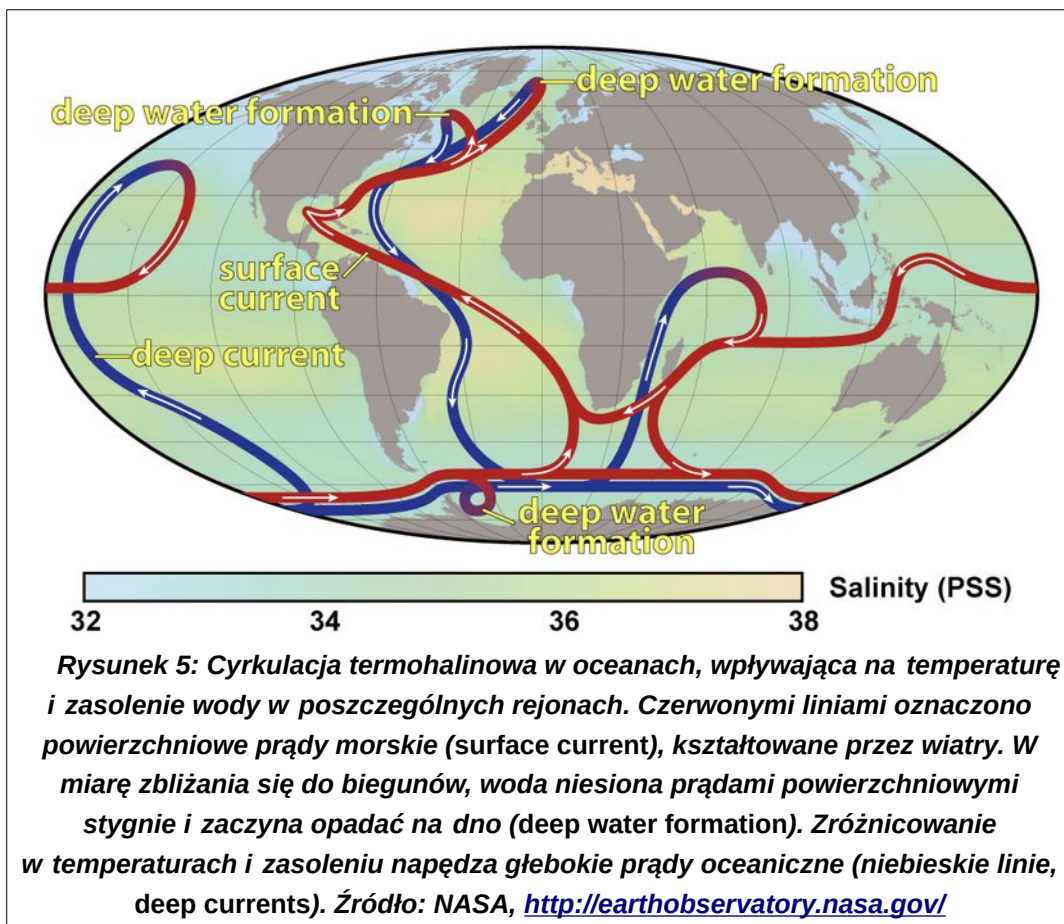 deep water formation
deep water formation
surface
current
deep current
deep water
formation
Salinity (PSS)
32 34 36 38
Rysunek 5: Cyrkulacja termohalinowa w oceanach, wpływająca na temperaturę
i zasolenie wody w poszczególnych rejonach. Czerwonymi liniami oznaczono
powierzchniowe prądy morskie (surface current), kształtowane przez wiatry. W
miarę zbliżania się do biegunów, woda niesiona prądami powierzchniowymi
stygnie i zaczyna opadać na dno (deep water formation). Zróżnicowanie
w temperaturach i zasoleniu napędza głebokie prądy oceaniczne (niebieskie linie,
deep currents). Źródło: NASA, http://earthobservatory.nasa.gov/